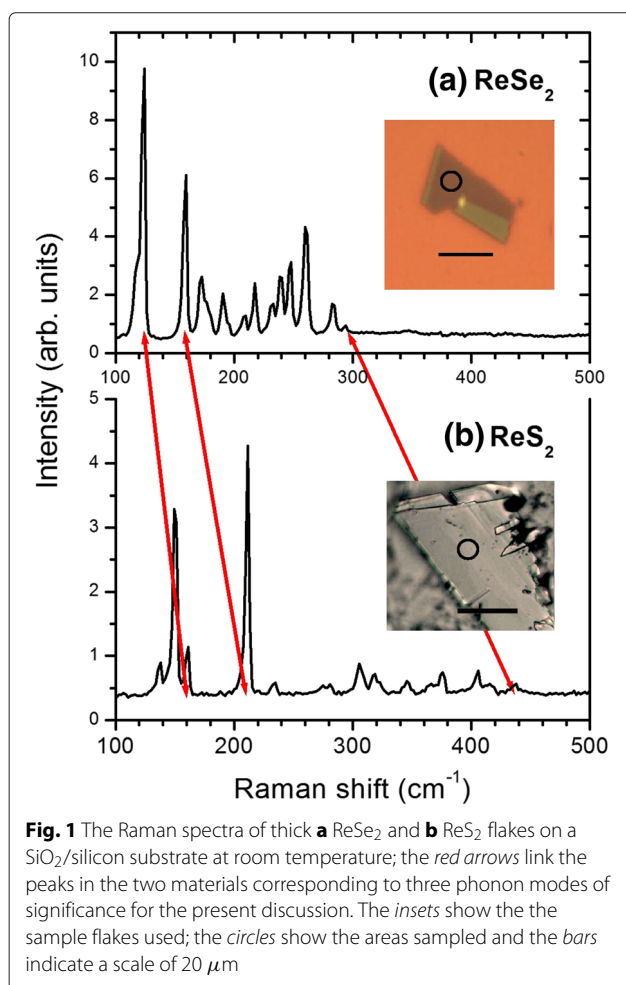 10
8
6
4
2
0
(a) ReSe₂
100 200 300 400 500
Intensity (arb. units)
5
4
3
2
1
0
(b) ReS₂
100 200 300 400 500
Raman shift (cm⁻¹)
Fig. 1 The Raman spectra of thick a ReSe₂ and b ReS₂ flakes on a
SiO₂/silicon substrate at room temperature; the red arrows link the
peaks in the two materials corresponding to three phonon modes of
significance for the present discussion. The insets show the the
sample flakes used; the circles show the areas sampled and the bars
indicate a scale of 20 μm